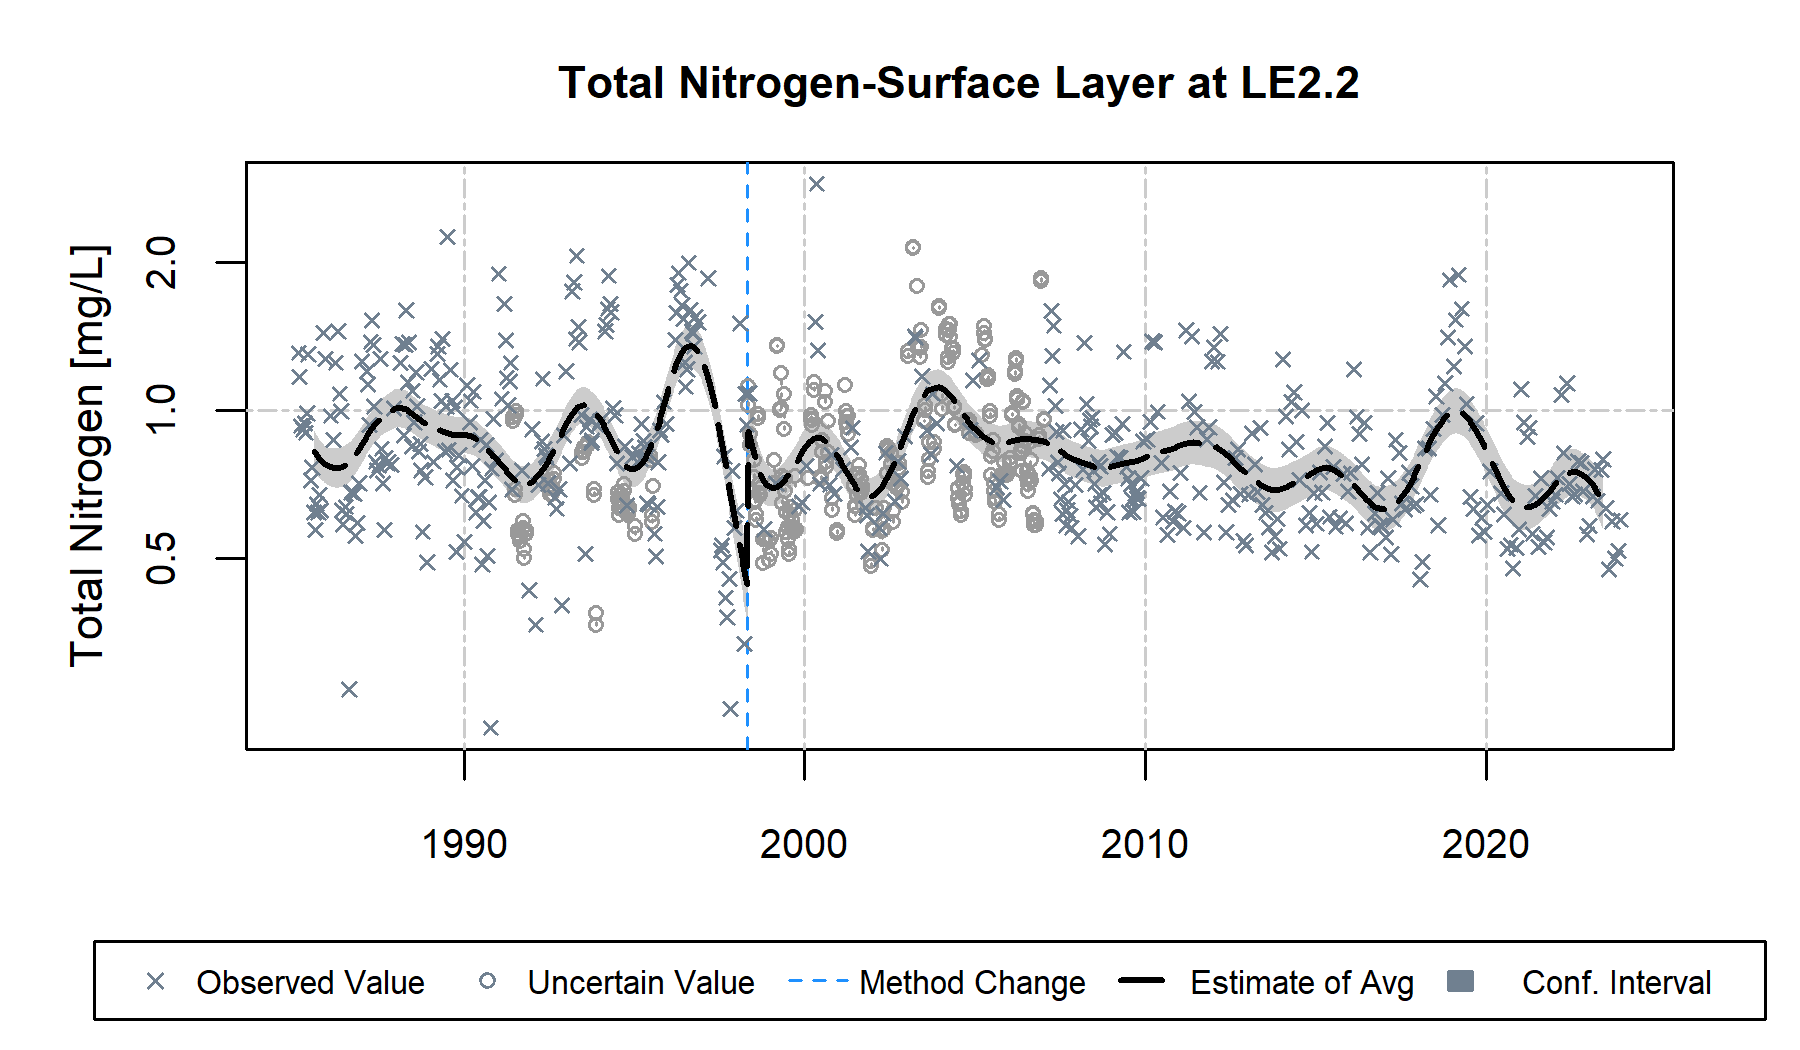 Total Nitrogen-Surface Layer at LE2.2
Total Nitrogen [mg/L]
2.0
1.0
0.5
1990 2000 2010 2020
Observed Value Uncertain Value Method Change Estimate of Avg Conf. Interval